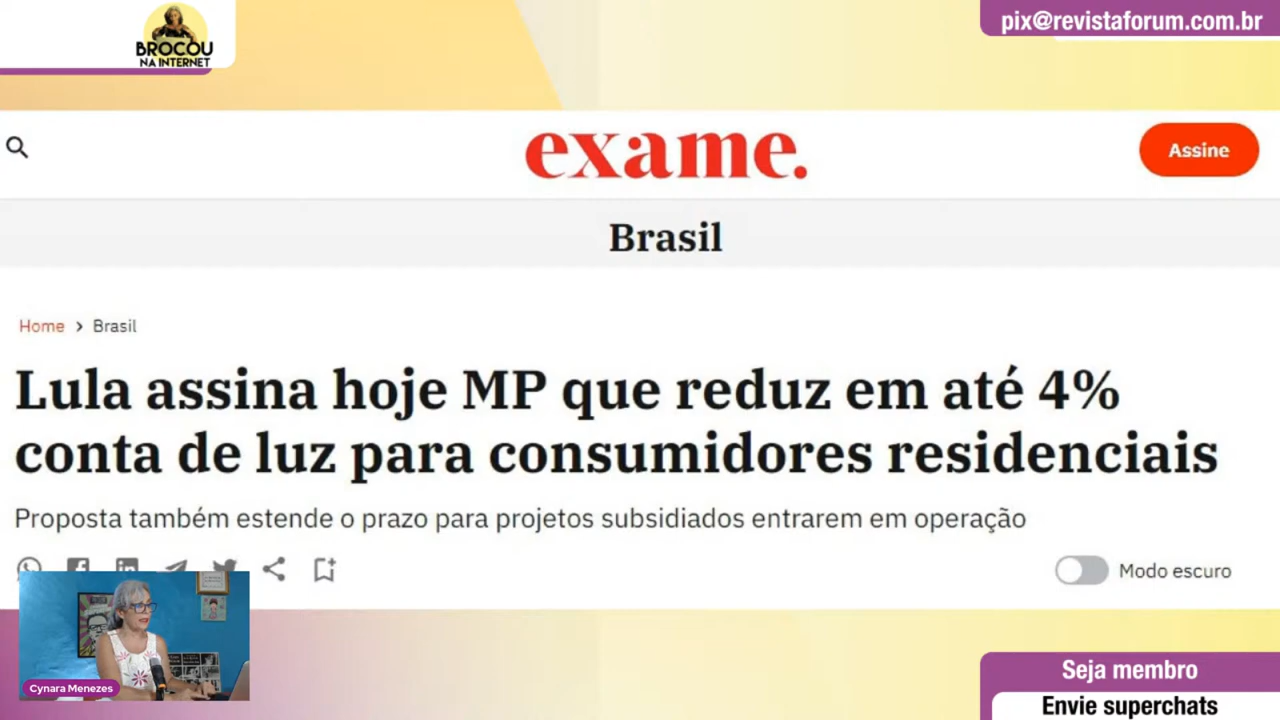 BROCOU
NA INTERNET
pix@revistaforum.com.br
exame.
Assine
Brasil
Home > Brasil
Lula assina hoje MP que reduz em até 4%
conta de luz para consumidores residenciais
Proposta também estende o prazo para projetos subsidiados entrarem em operação
Modo escuro
Cynara Menezes
Seja membro
Envie superchats